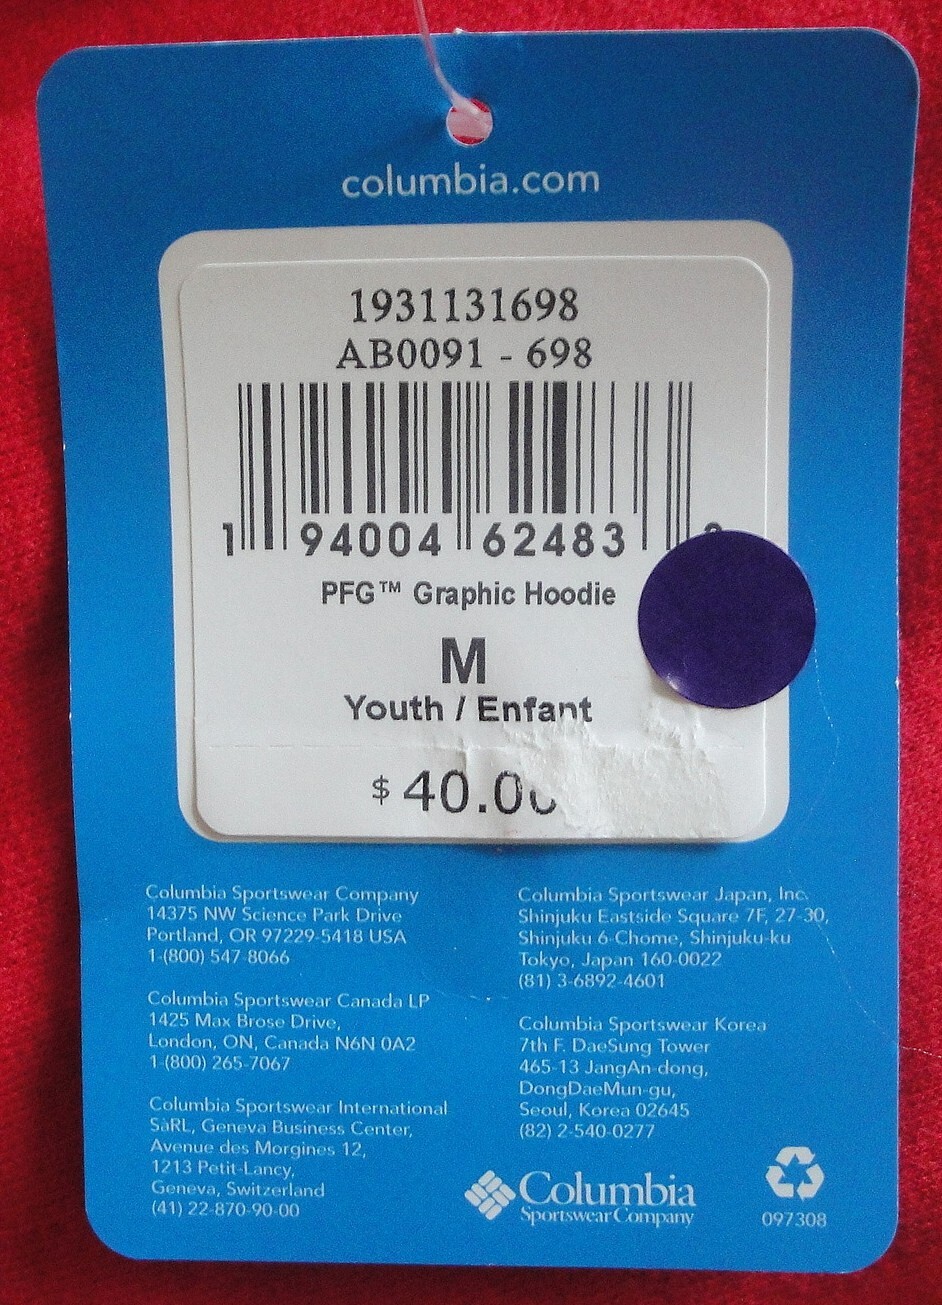 columbia.com
1931131698
AB0091 - 698
1 94004 62483
PFG™ Graphic Hoodie
M
Youth / Enfant
$ 40.00
Columbia Sportswear Company
14375 NW Science Park Drive
Portland, OR 97229-5418 USA
1-(800) 547-8066
Columbia Sportswear Canada LP
1425 Max Brose Drive,
London, ON, Canada N6N 0A2
1-(800) 265-7067
Columbia Sportswear International
SàRL, Geneva Business Center,
Avenue des Morgines 12,
1213 Petit-Lancy,
Geneva, Switzerland
(41) 22-870-90-00
Columbia Sportswear Japan, Inc.
Shinjuku Eastside Square 7F, 27-30,
Shinjuku 6-Chome, Shinjuku-ku
Tokyo, Japan 160-0022
(81) 3-6892-4601
Columbia Sportswear Korea
7th F. DaeSung Tower
465-13 JangAn-dong,
DongDaeMun-gu,
Seoul, Korea 02645
(82) 2-540-0277
Columbia
Sportswear Company
097308